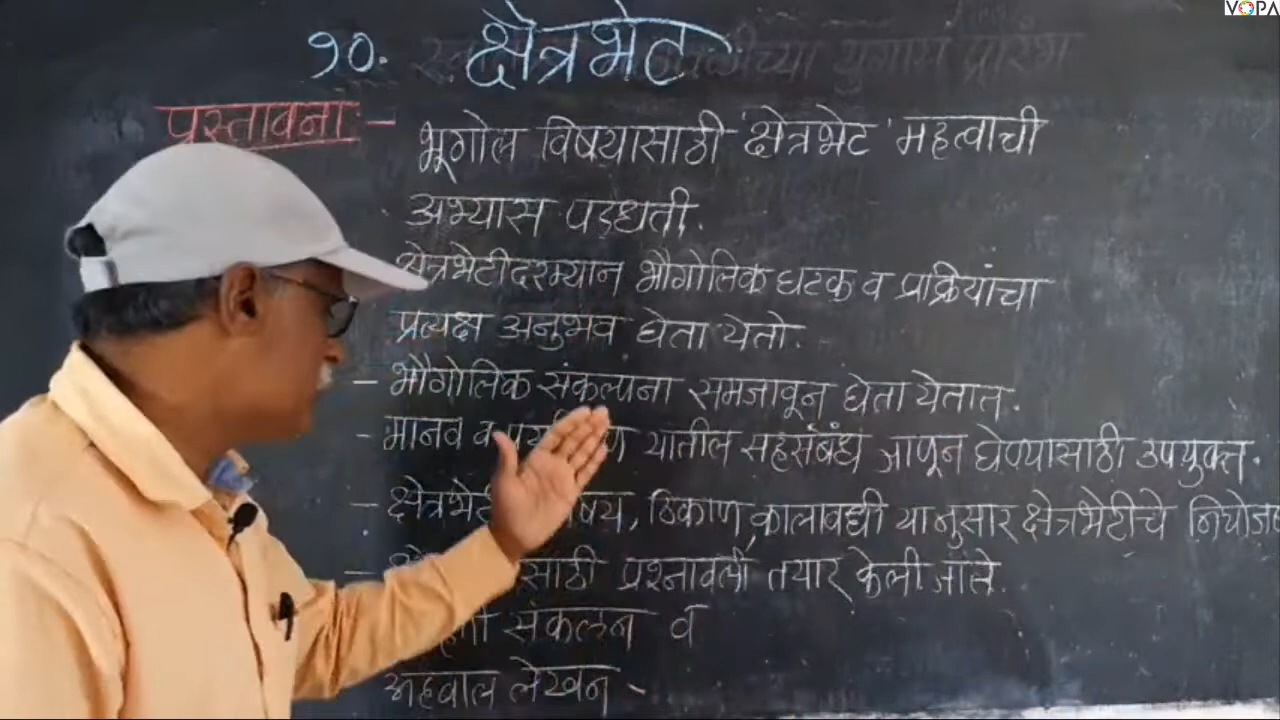 VOPA
१०. क्षेत्रभेट
प्रस्तावना :-
भूगोल विषयासाठी 'क्षेत्रभेट' महत्वाची
अभ्यास पद्धती.
क्षेत्रभेटीदरम्यान भौगोलिक घटक व प्रक्रियांचा
प्रत्यक्ष अनुभव घेता येतो.
- भौगोलिक संकल्पना समजावून घेता येतात.
- मानव व यातील सहसंबंध जाणून घेण्यासाठी उपयुक्त.
- ठिकाण, कालावधी यानुसार क्षेत्रभेटीचे
- प्रश्नावली तयार केली जाते.
संकलन व
अहवाल लेखन -